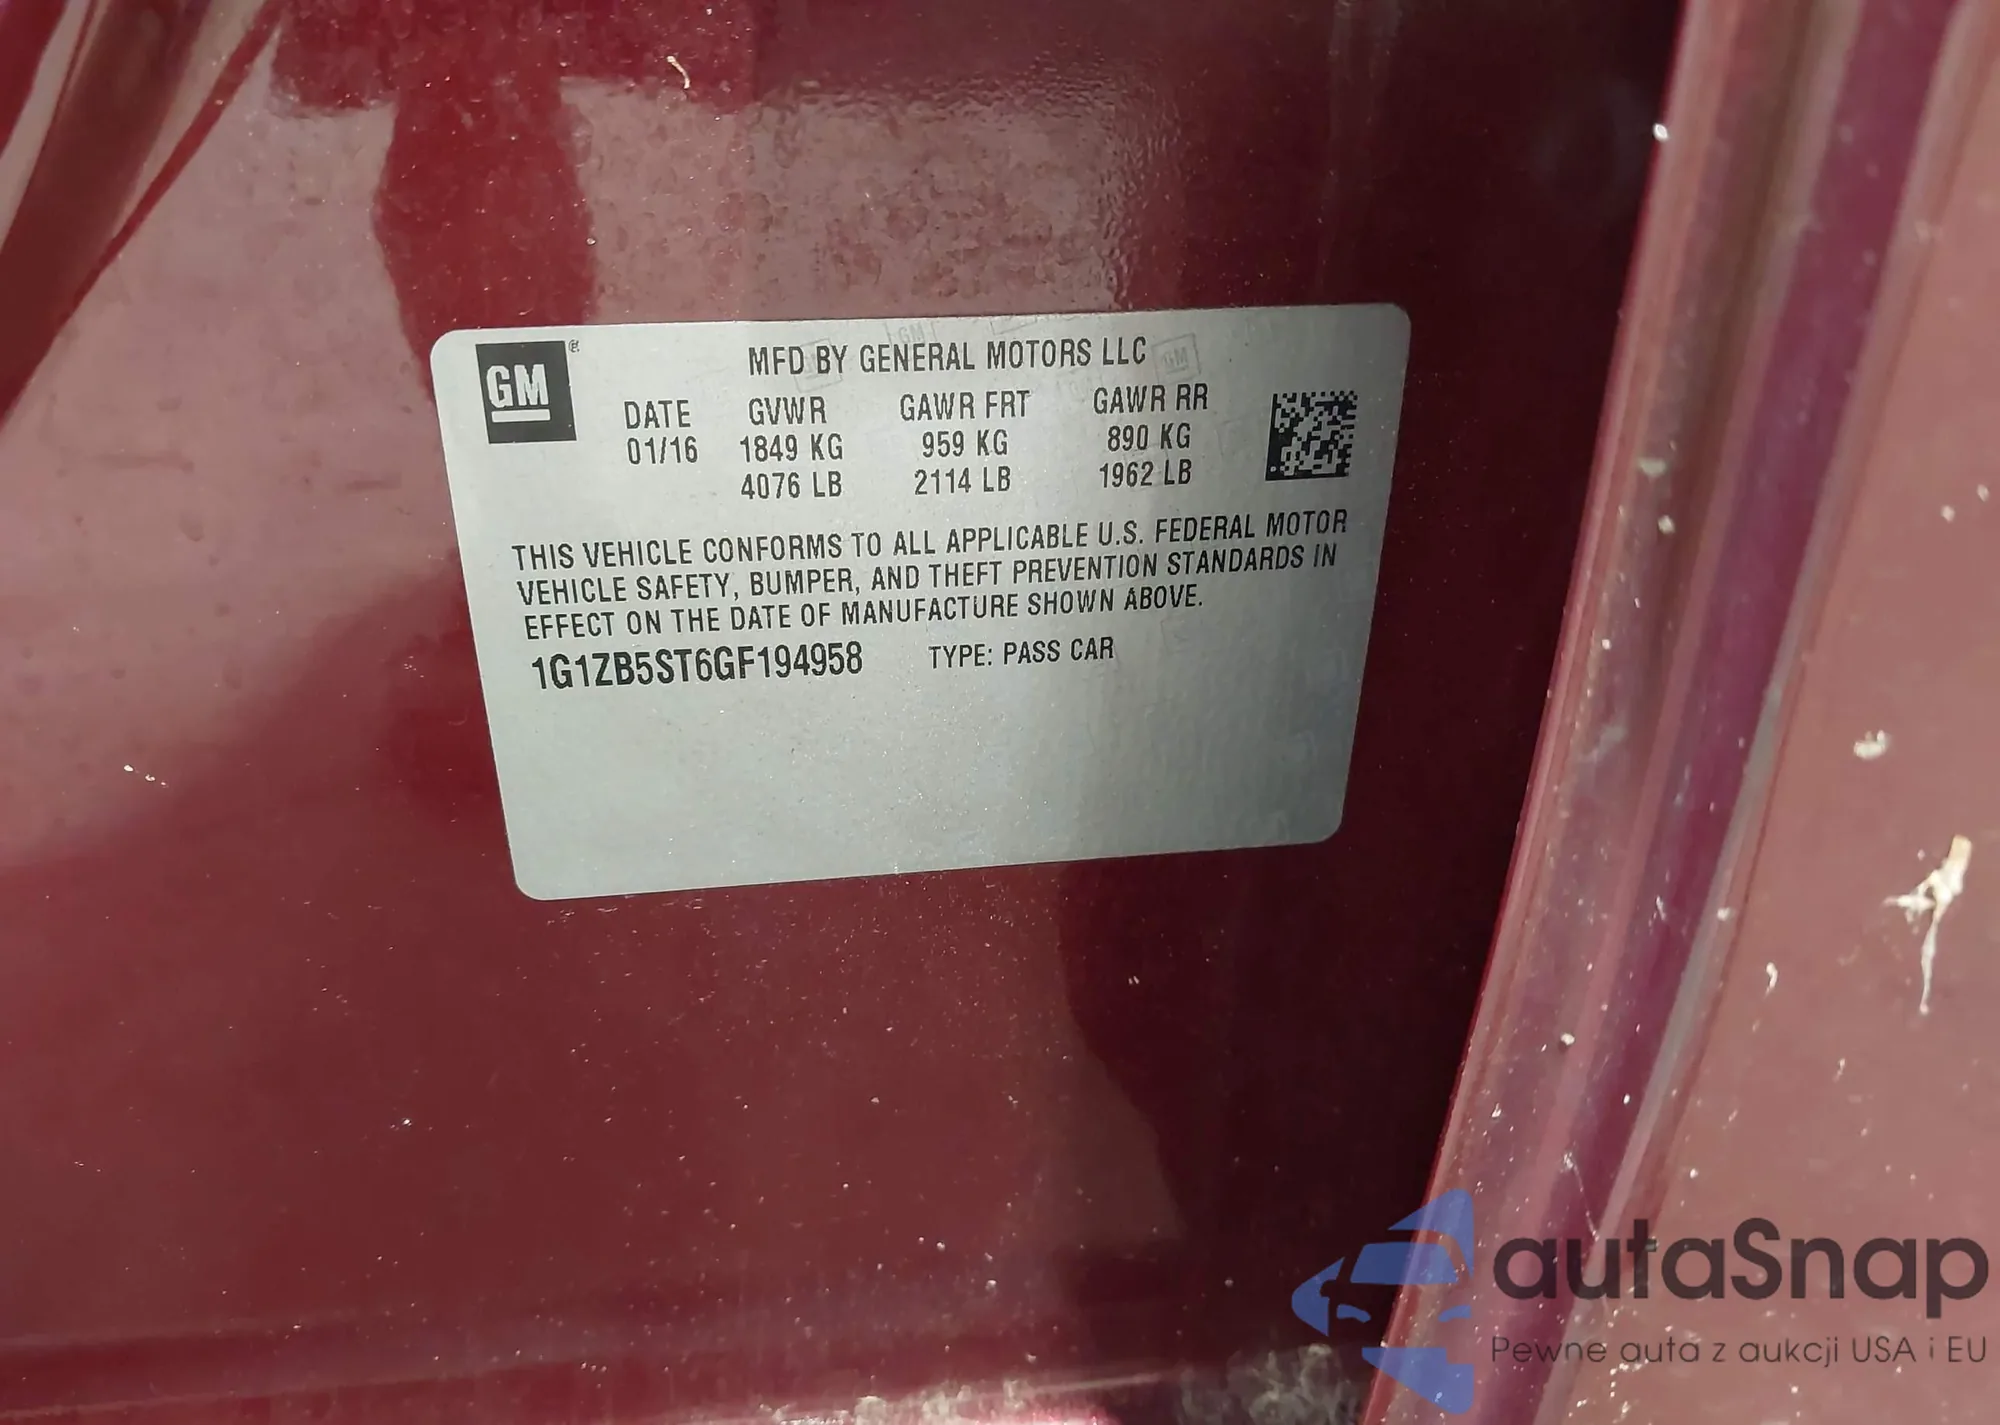 GM®
MFD BY GENERAL MOTORS LLC
DATE GVWR GAWR FRT GAWR RR
01/16 1849 KG 959 KG 890 KG
4076 LB 2114 LB 1962 LB
THIS VEHICLE CONFORMS TO ALL APPLICABLE U.S. FEDERAL MOTOR
VEHICLE SAFETY, BUMPER, AND THEFT PREVENTION STANDARDS IN
EFFECT ON THE DATE OF MANUFACTURE SHOWN ABOVE.
1G1ZB5ST6GF194958 TYPE: PASS CAR
autaSnap
Pewne auta z aukcji USA i EU